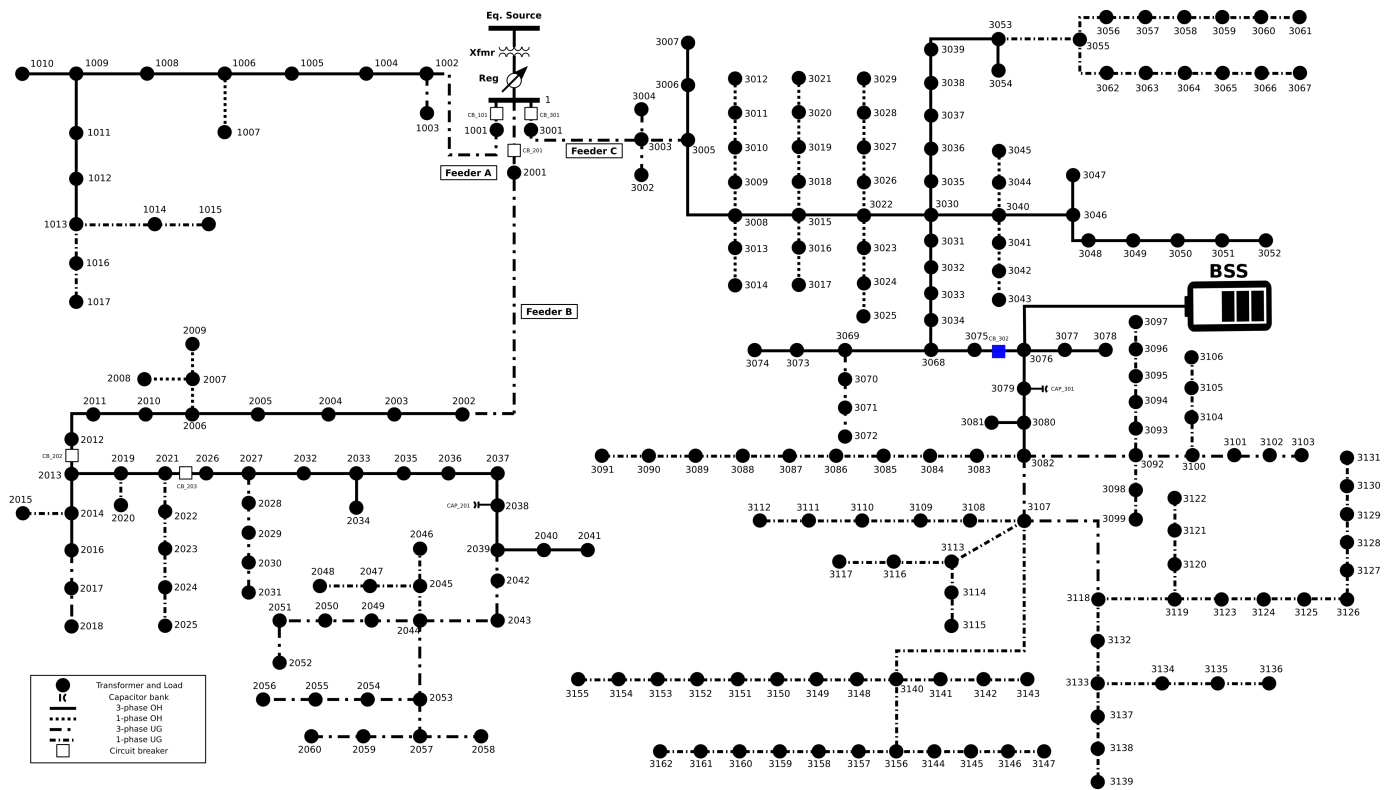 Eq. Source
Xfmr
Reg
1
CB_101
CB_301
1001
3001
CB_201
2001
Feeder A
Feeder C
Feeder B
1010 1009 1008 1006 1005 1004 1002
1003
1007
1011
1012
1013 1014 1015
1016
1017
2009
2008 2007
2011 2010 2006 2005 2004 2003 2002
2012
CB_202
2013 2019 2021 CB_203 2026 2027 2032 2033 2035 2036 2037
2015 2014 2020 2022 2028 2034 CAP_201 2038
2016 2023 2029 2046 2039 2040 2041
2017 2024 2030 2048 2047 2045 2042
2018 2025 2031 2051 2050 2049 2044 2043
2052
2056 2055 2054 2053
2060 2059 2057 2058
3007
3006
3004
3003 3005
3002
3012 3021 3029
3011 3020 3028
3010 3019 3027
3009 3018 3026
3008 3015 3022 3030 3040 3046
3013 3016 3023
3014 3017 3024
3025
3039 3053 3055
3054
3038
3037
3036
3035
3056 3057 3058 3059 3060 3061
3062 3063 3064 3065 3066 3067
3045
3044
3041
3042
3043
3047
3048 3049 3050 3051 3052
3031
3032
3033
3034
BSS
3074 3073 3069 3068 3075 CB_302 3076 3077 3078
3070
3071
3072
3079 CAP_301
3081 3080
3097
3096
3095
3094
3093
3106
3105
3104
3091 3090 3089 3088 3087 3086 3085 3084 3083 3082 3092 3100 3101 3102 3103
3098
3099
3112 3111 3110 3109 3108 3107
3113
3117 3116
3114
3115
3122
3121
3120
3131
3130
3129
3128
3127
3118 3119 3123 3124 3125 3126
3132
3133 3134 3135 3136
3137
3138
3139
3155 3154 3153 3152 3151 3150 3149 3148 3140 3141 3142 3143
3162 3161 3160 3159 3158 3157 3156 3144 3145 3146 3147
Transformer and Load
Capacitor bank
3-phase OH
1-phase OH
3-phase UG
1-phase UG
Circuit breaker